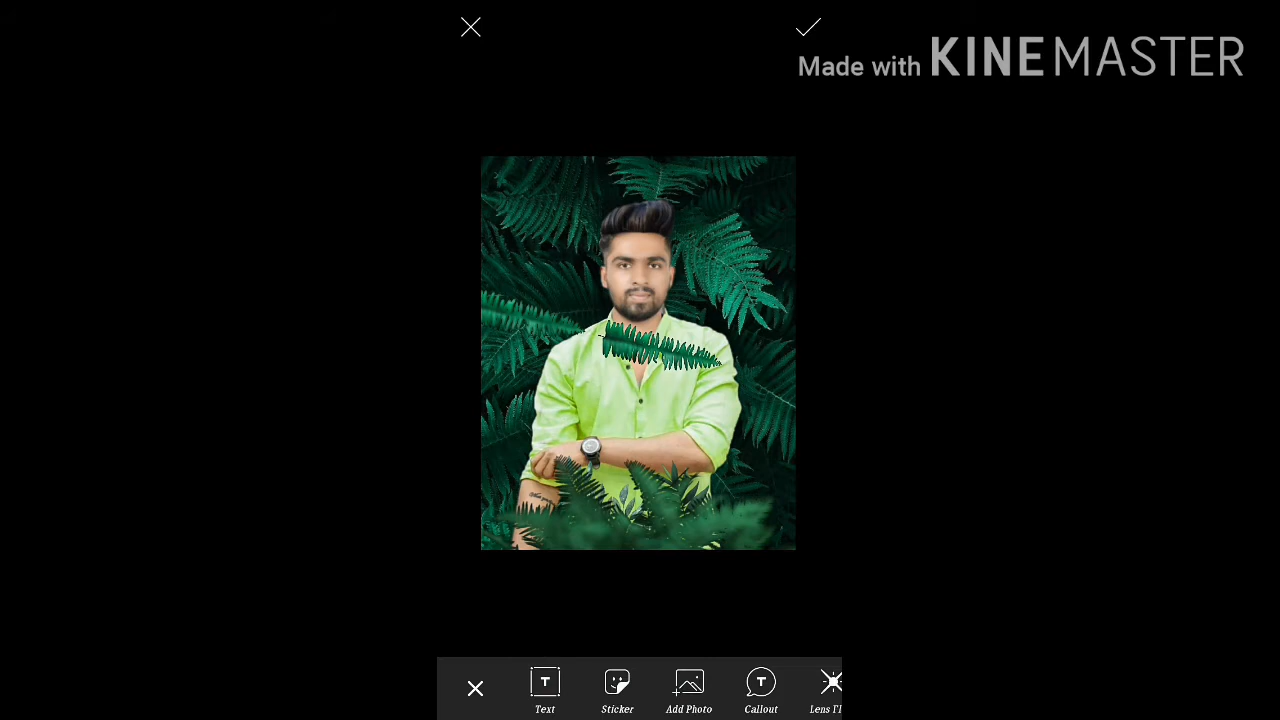 Made with KINEMASTER
Text
Sticker
Add Photo
Callout